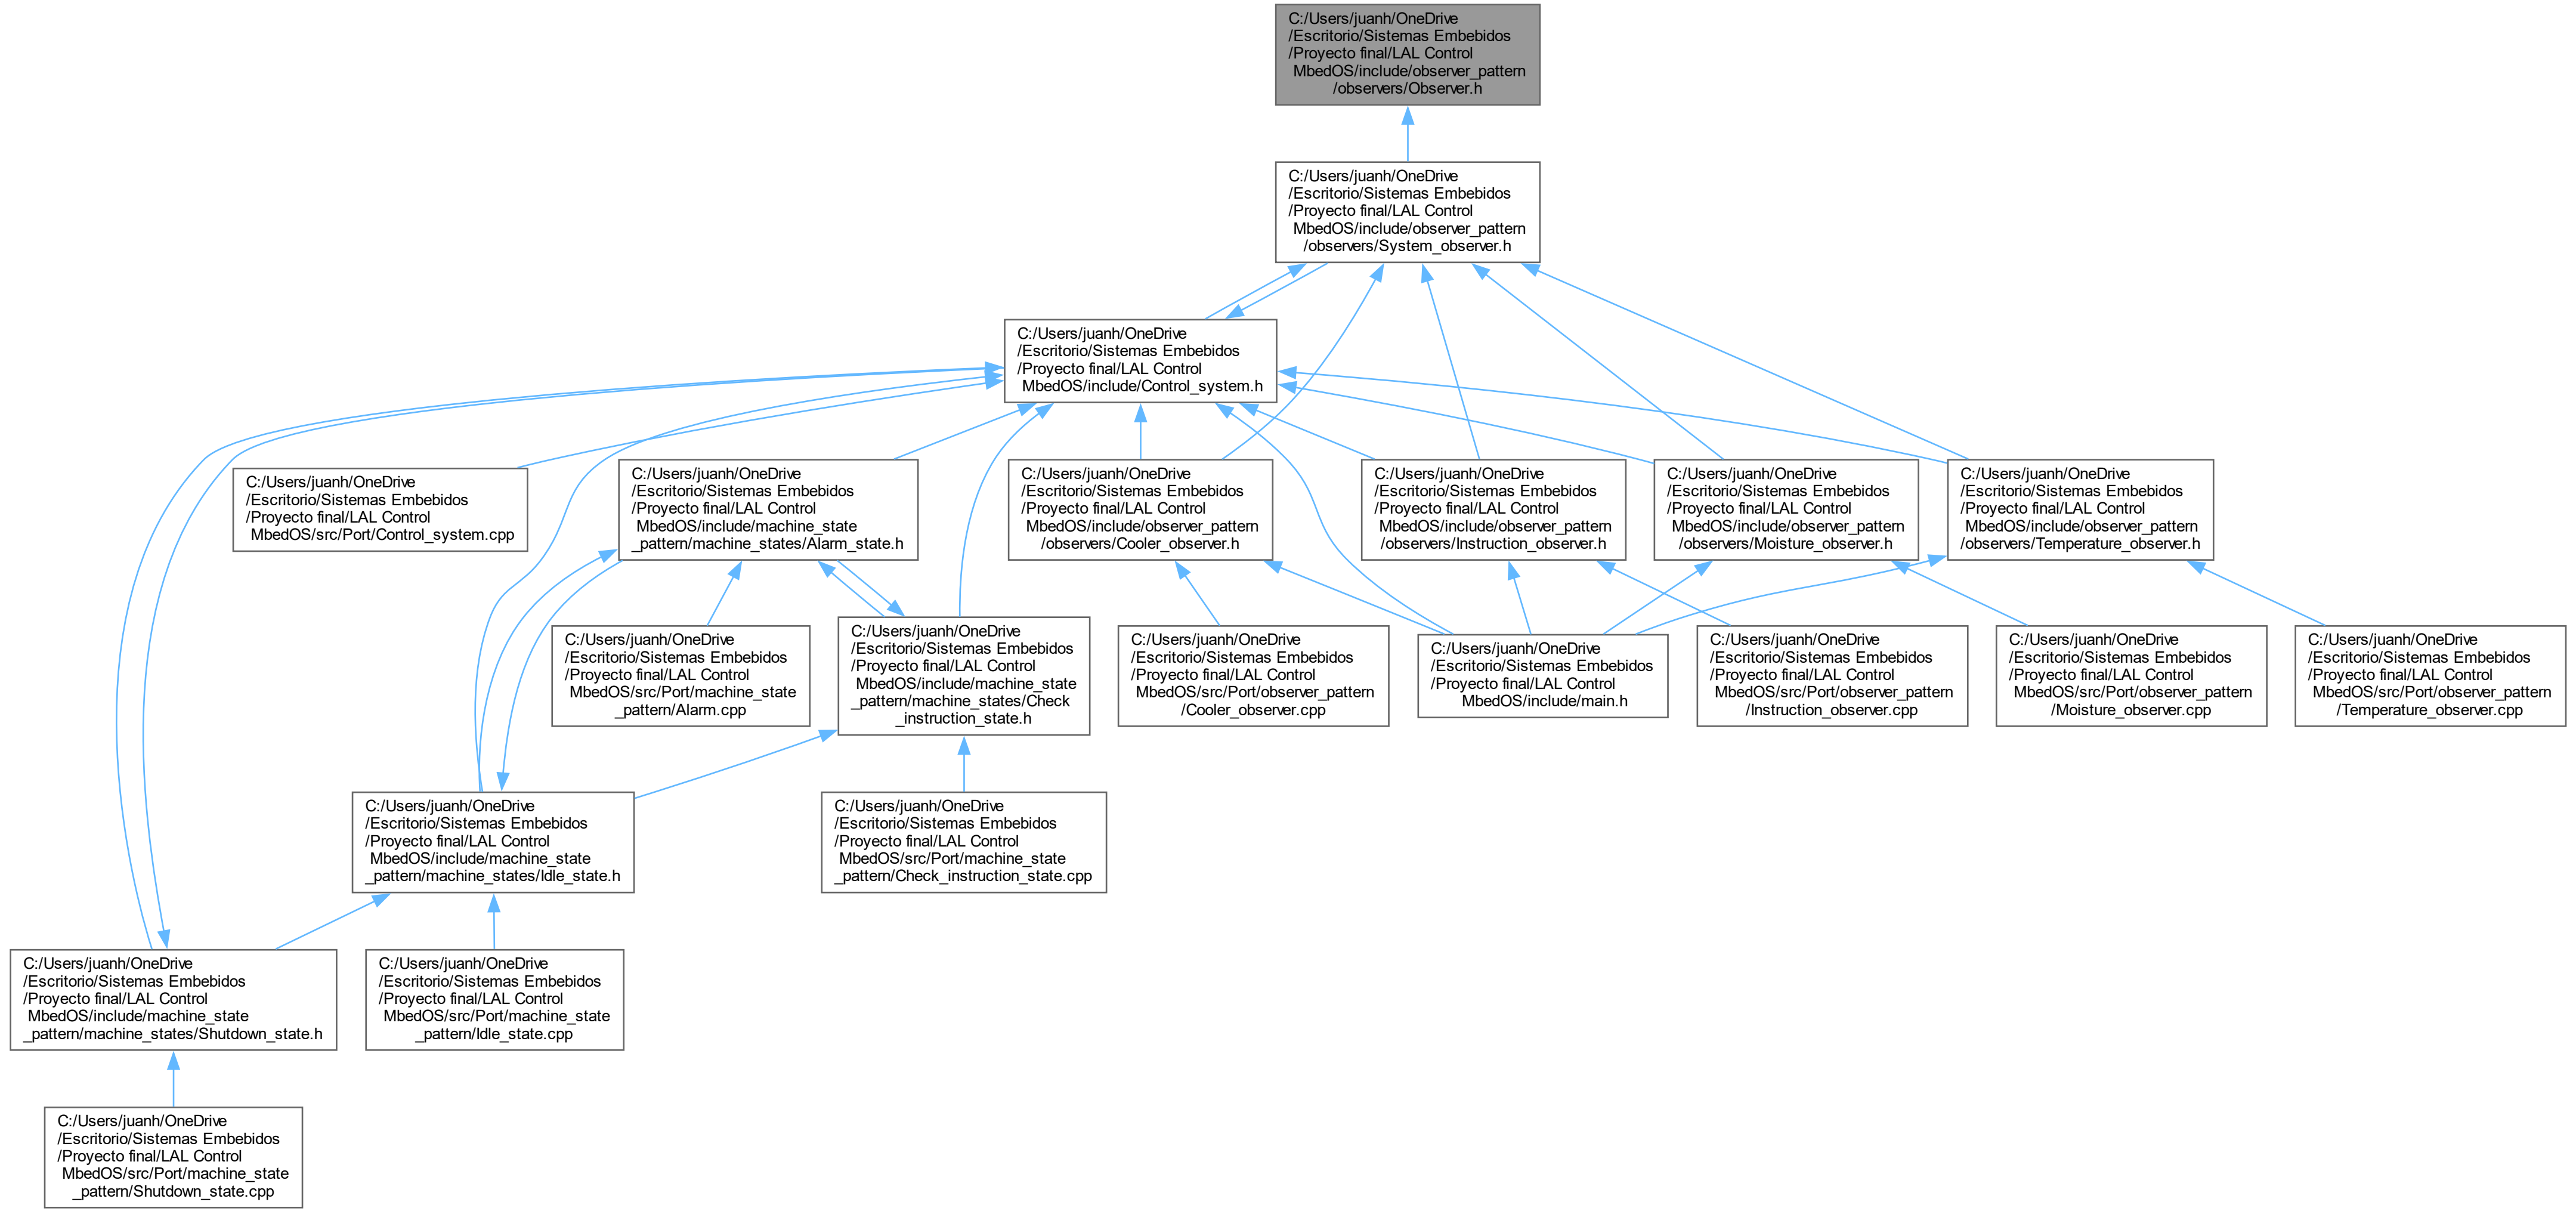 C:/Users/juanh/OneDrive
/Escritorio/Sistemas Embebidos
/Proyecto final/LAL Control
MbedOS/include/observer_pattern
/observers/Observer.h
C:/Users/juanh/OneDrive
/Escritorio/Sistemas Embebidos
/Proyecto final/LAL Control
MbedOS/include/observer_pattern
/observers/System_observer.h
C:/Users/juanh/OneDrive
/Escritorio/Sistemas Embebidos
/Proyecto final/LAL Control
MbedOS/include/Control_system.h
C:/Users/juanh/OneDrive
/Escritorio/Sistemas Embebidos
/Proyecto final/LAL Control
MbedOS/src/Port/Control_system.cpp
C:/Users/juanh/OneDrive
/Escritorio/Sistemas Embebidos
/Proyecto final/LAL Control
MbedOS/include/machine_state
_pattern/machine_states/Alarm_state.h
C:/Users/juanh/OneDrive
/Escritorio/Sistemas Embebidos
/Proyecto final/LAL Control
MbedOS/include/observer_pattern
/observers/Cooler_observer.h
C:/Users/juanh/OneDrive
/Escritorio/Sistemas Embebidos
/Proyecto final/LAL Control
MbedOS/include/observer_pattern
/observers/Instruction_observer.h
C:/Users/juanh/OneDrive
/Escritorio/Sistemas Embebidos
/Proyecto final/LAL Control
MbedOS/include/observer_pattern
/observers/Moisture_observer.h
C:/Users/juanh/OneDrive
/Escritorio/Sistemas Embebidos
/Proyecto final/LAL Control
MbedOS/include/observer_pattern
/observers/Temperature_observer.h
C:/Users/juanh/OneDrive
/Escritorio/Sistemas Embebidos
/Proyecto final/LAL Control
MbedOS/src/Port/machine_state
_pattern/Alarm.cpp
C:/Users/juanh/OneDrive
/Escritorio/Sistemas Embebidos
/Proyecto final/LAL Control
MbedOS/include/machine_state
_pattern/machine_states/Check
_instruction_state.h
C:/Users/juanh/OneDrive
/Escritorio/Sistemas Embebidos
/Proyecto final/LAL Control
MbedOS/src/Port/observer_pattern
/Cooler_observer.cpp
C:/Users/juanh/OneDrive
/Escritorio/Sistemas Embebidos
/Proyecto final/LAL Control
MbedOS/include/main.h
C:/Users/juanh/OneDrive
/Escritorio/Sistemas Embebidos
/Proyecto final/LAL Control
MbedOS/src/Port/observer_pattern
/Instruction_observer.cpp
C:/Users/juanh/OneDrive
/Escritorio/Sistemas Embebidos
/Proyecto final/LAL Control
MbedOS/src/Port/observer_pattern
/Moisture_observer.cpp
C:/Users/juanh/OneDrive
/Escritorio/Sistemas Embebidos
/Proyecto final/LAL Control
MbedOS/src/Port/observer_pattern
/Temperature_observer.cpp
C:/Users/juanh/OneDrive
/Escritorio/Sistemas Embebidos
/Proyecto final/LAL Control
MbedOS/include/machine_state
_pattern/machine_states/Idle_state.h
C:/Users/juanh/OneDrive
/Escritorio/Sistemas Embebidos
/Proyecto final/LAL Control
MbedOS/src/Port/machine_state
_pattern/Check_instruction_state.cpp
C:/Users/juanh/OneDrive
/Escritorio/Sistemas Embebidos
/Proyecto final/LAL Control
MbedOS/include/machine_state
_pattern/machine_states/Shutdown_state.h
C:/Users/juanh/OneDrive
/Escritorio/Sistemas Embebidos
/Proyecto final/LAL Control
MbedOS/src/Port/machine_state
_pattern/Idle_state.cpp
C:/Users/juanh/OneDrive
/Escritorio/Sistemas Embebidos
/Proyecto final/LAL Control
MbedOS/src/Port/machine_state
_pattern/Shutdown_state.cpp